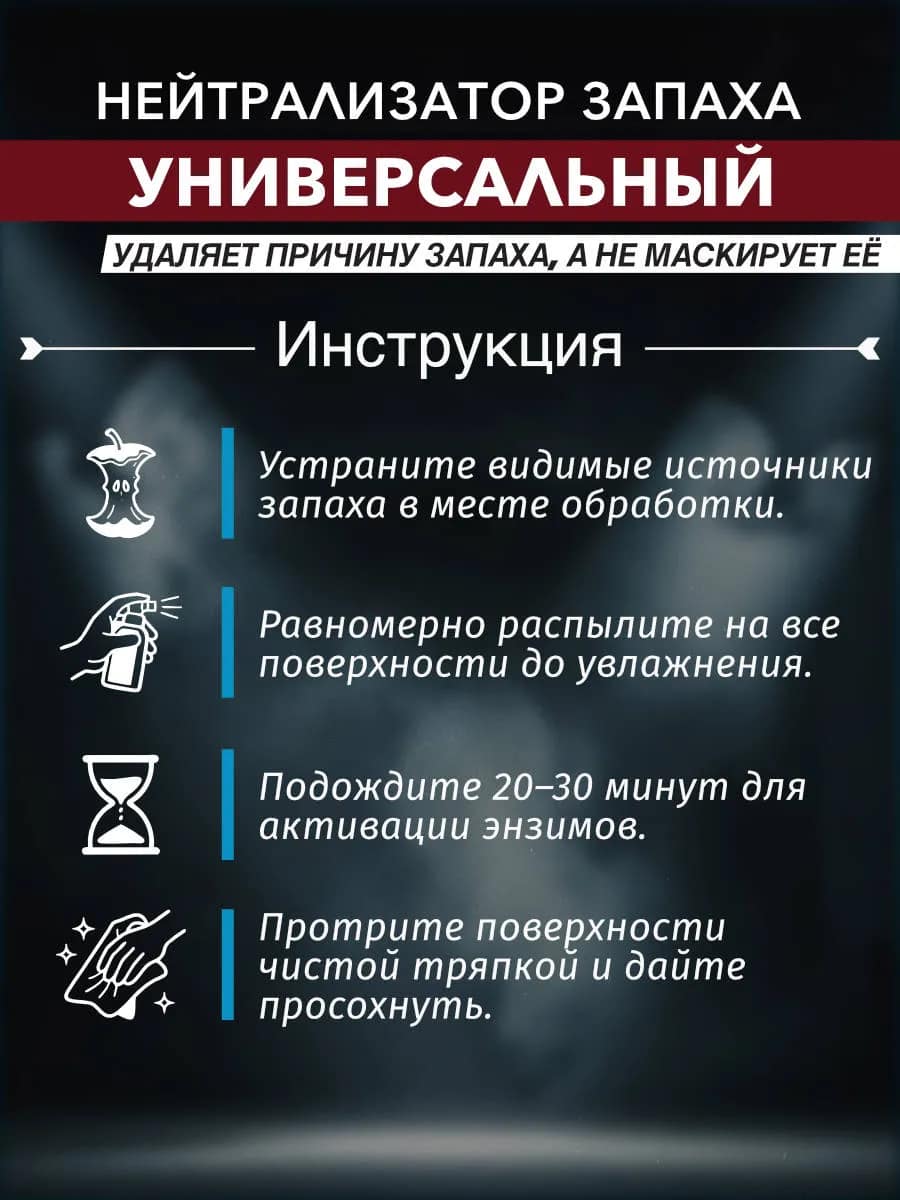 НЕЙТРАЛИЗАТОР ЗАПАХА
УНИВЕРСАЛЬНЫЙ
УДАЛЯЕТ ПРИЧИНУ ЗАПАХА, А НЕ МАСКИРУЕТ ЕЁ
Инструкция
Устраните видимые источники
запаха в месте обработки.
Равномерно распылите на все
поверхности до увлажнения.
Подождите 20–30 минут для
активации энзимов.
Протрите поверхности
чистой тряпкой и дайте
просохнуть.